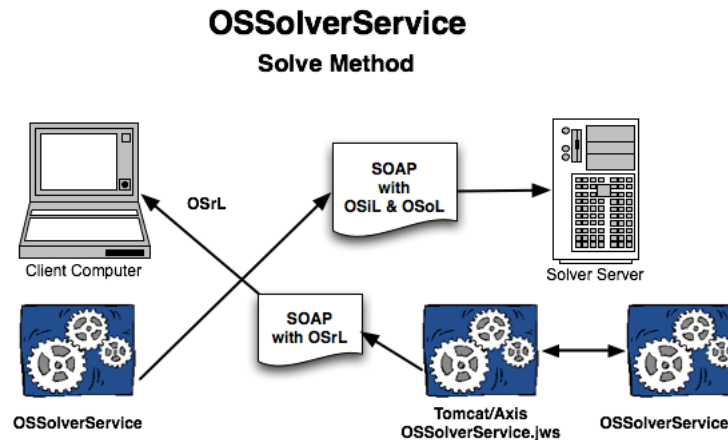 OSSolverService
Solve Method
SOAP
with
OSiL & OSoL
OSrL
Client Computer
Solver Server
SOAP
with OSrL
OSSolverService
Tomcat/Axis
OSSolverService.jws
OSSolverService